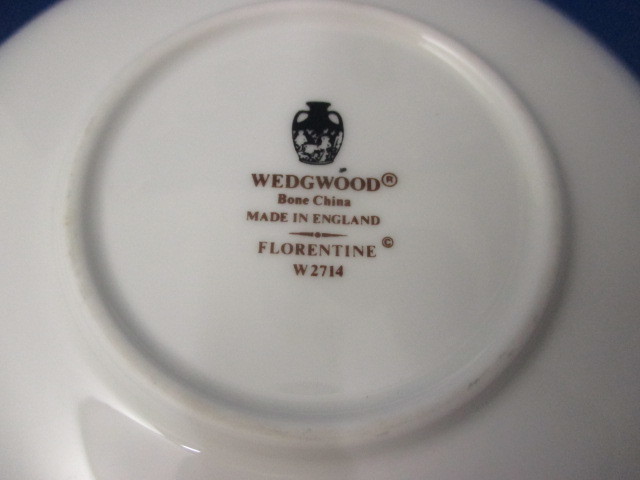 WEDGWOOD®
Bone China
MADE IN ENGLAND
FLORENTINE ©
W2714